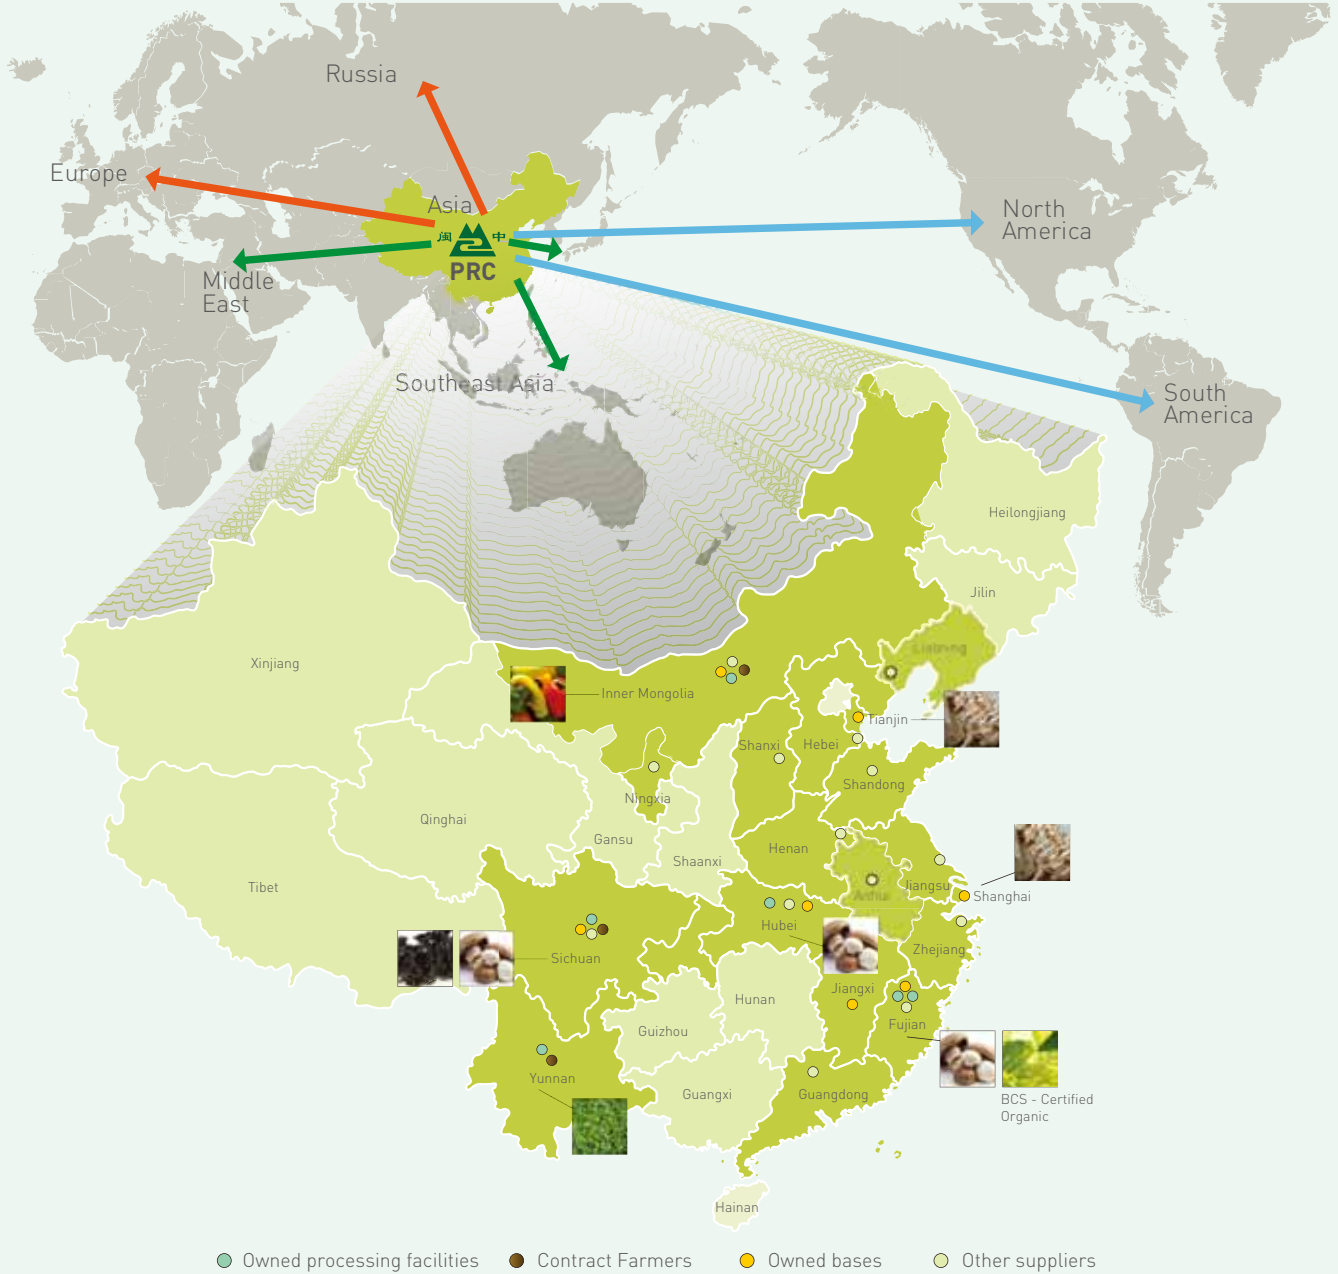 Russia
Europe
Asia
North
America
闽 中
PRC
Middle
East
Southeast Asia
South
America
Heilongjiang
Jilin
Liaoning
Xinjiang
Inner Mongolia
Tianjin
Shanxi
Hebei
Shandong
Ningxia
Qinghai
Gansu
Henan
Shaanxi
Tibet
Anhui
Jiangsu
Shanghai
Hubei
Zhejiang
Sichuan
Jiangxi
Hunan
Fujian
Guizhou
Yunnan
Guangxi
Guangdong
BCS - Certified
Organic
Hainan
Owned processing facilities
Contract Farmers
Owned bases
Other suppliers